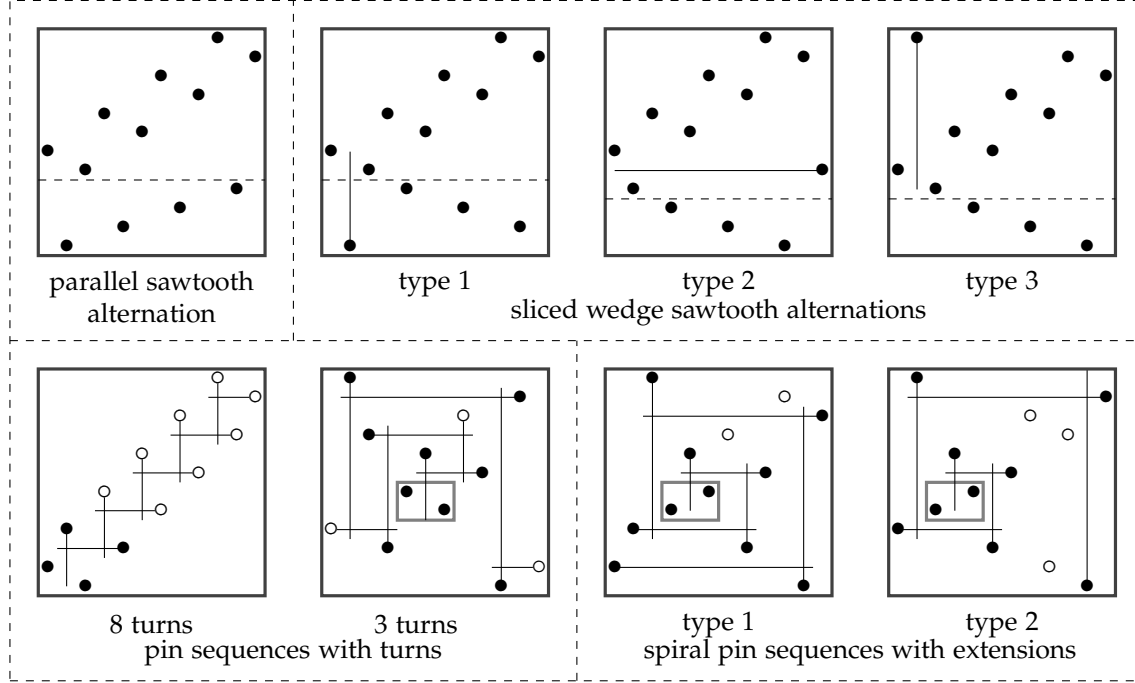 parallel sawtooth
alternation
type 1
type 2
type 3
sliced wedge sawtooth alternations
8 turns
3 turns
pin sequences with turns
type 1
type 2
spiral pin sequences with extensions